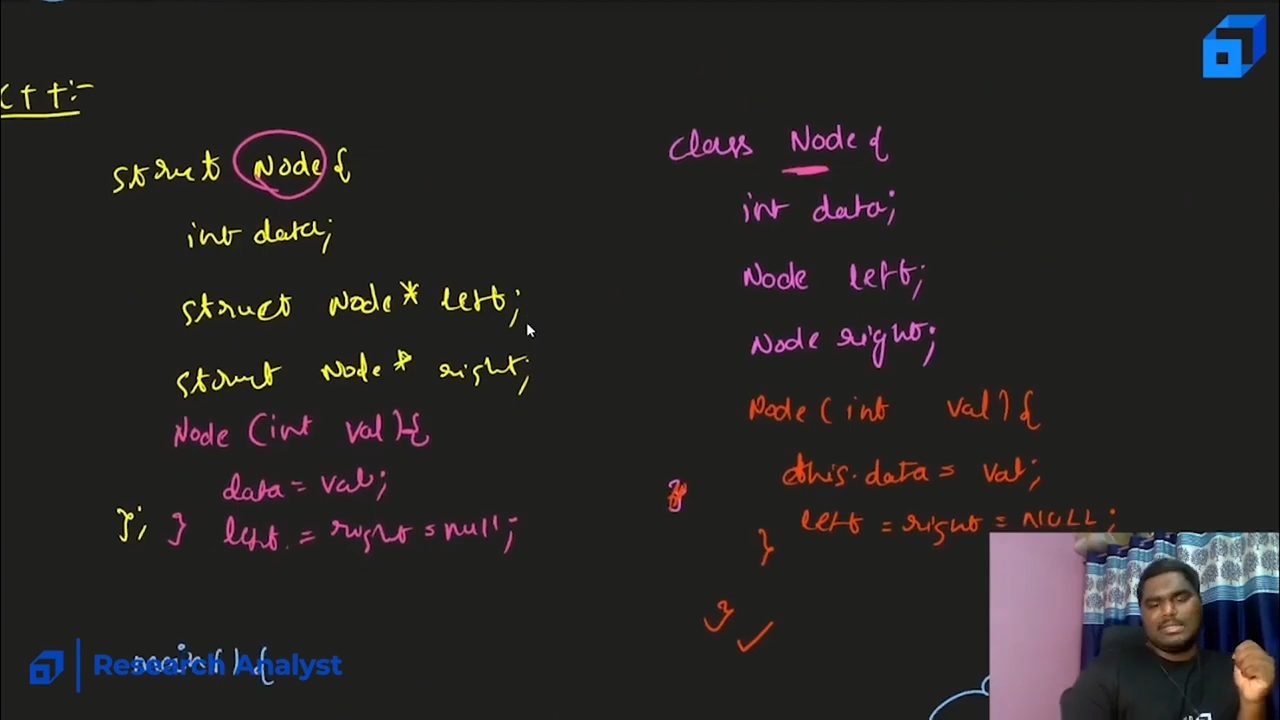 C++:-
struct Node {
int data;
struct Node* left;
struct Node* right;
Node (int val) {
data = val;
left = right = null;
}
};
main() {
class Node {
int data;
Node left;
Node right;
Node (int val) {
this.data = val;
left = right = NULL;
}
}
Research Analyst